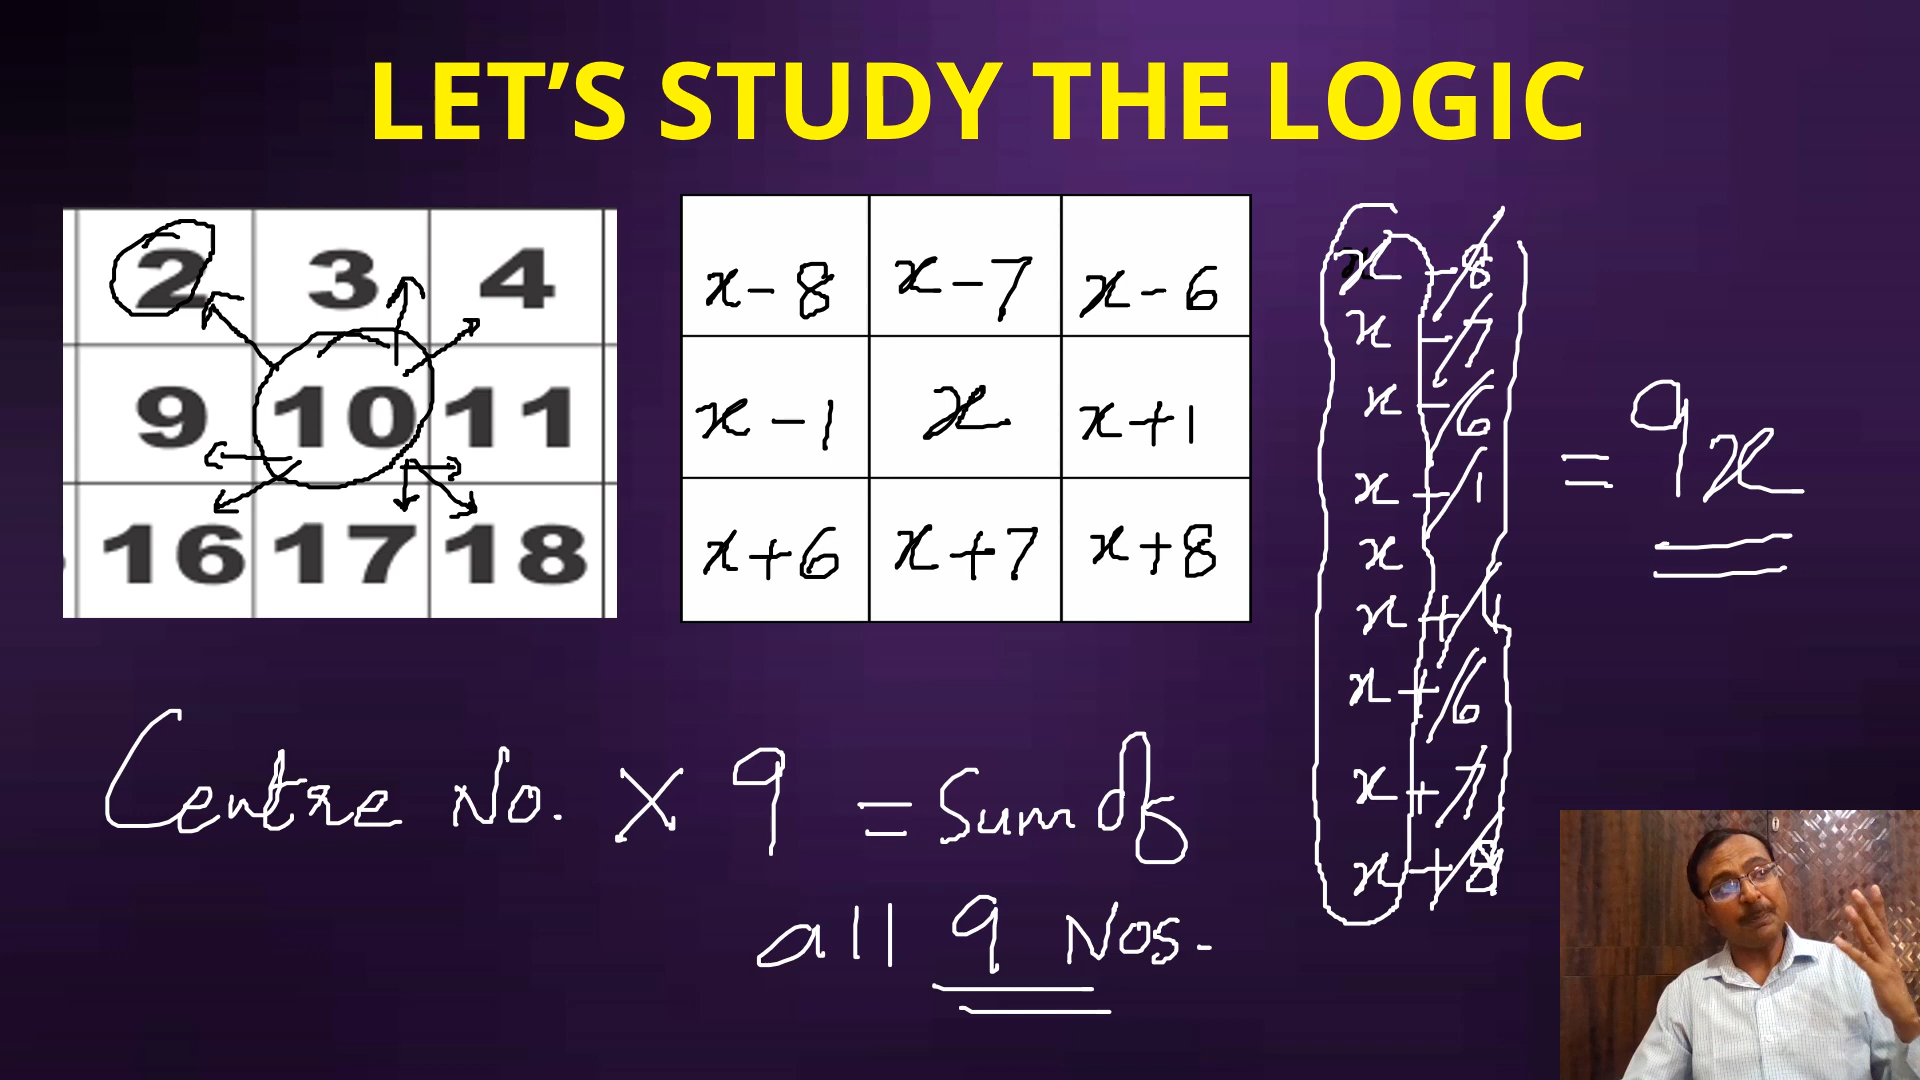 LET’S STUDY THE LOGIC
2 3 4
9 10 11
16 17 18
x-8 x-7 x-6
x-1 x x+1
x+6 x+7 x+8
x-8
x-7
x-6
x-1
x
x+1
x+6
x+7
x+8
= 9x
Centre No. X 9 = Sum of
all 9 Nos.